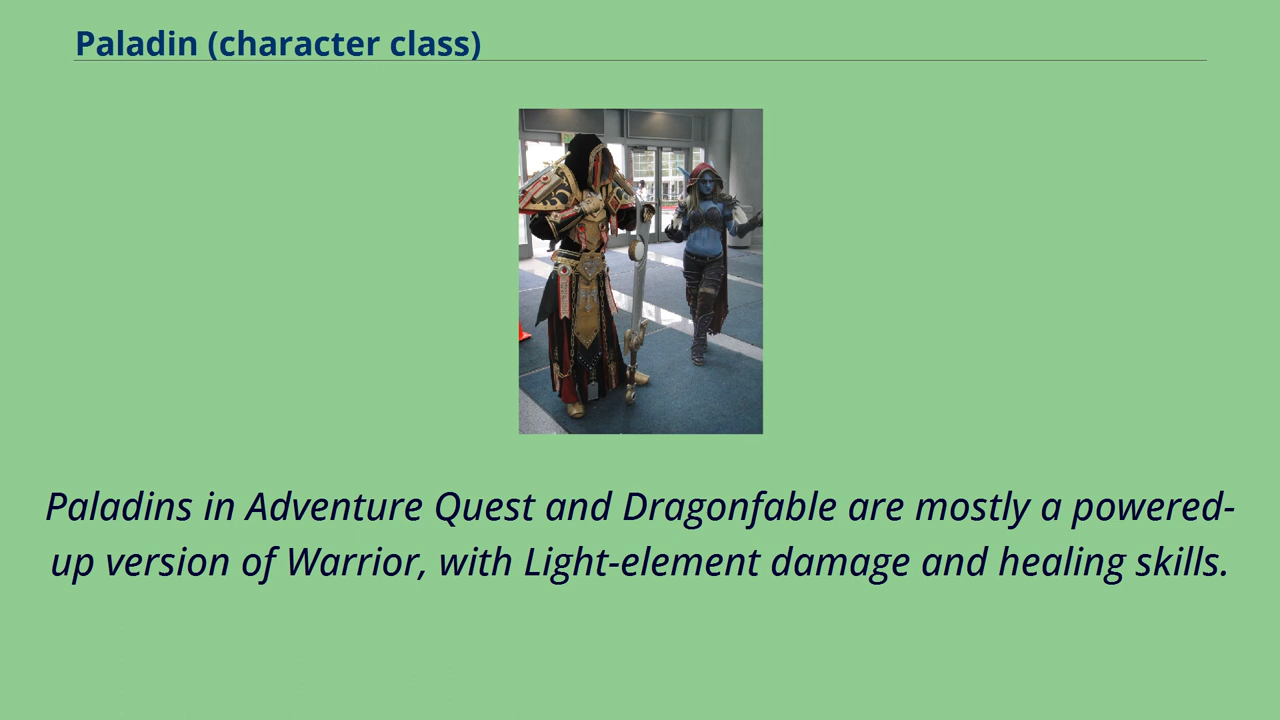 Paladin (character class)
Paladins in Adventure Quest and Dragonfable are mostly a powered-
up version of Warrior, with Light-element damage and healing skills.